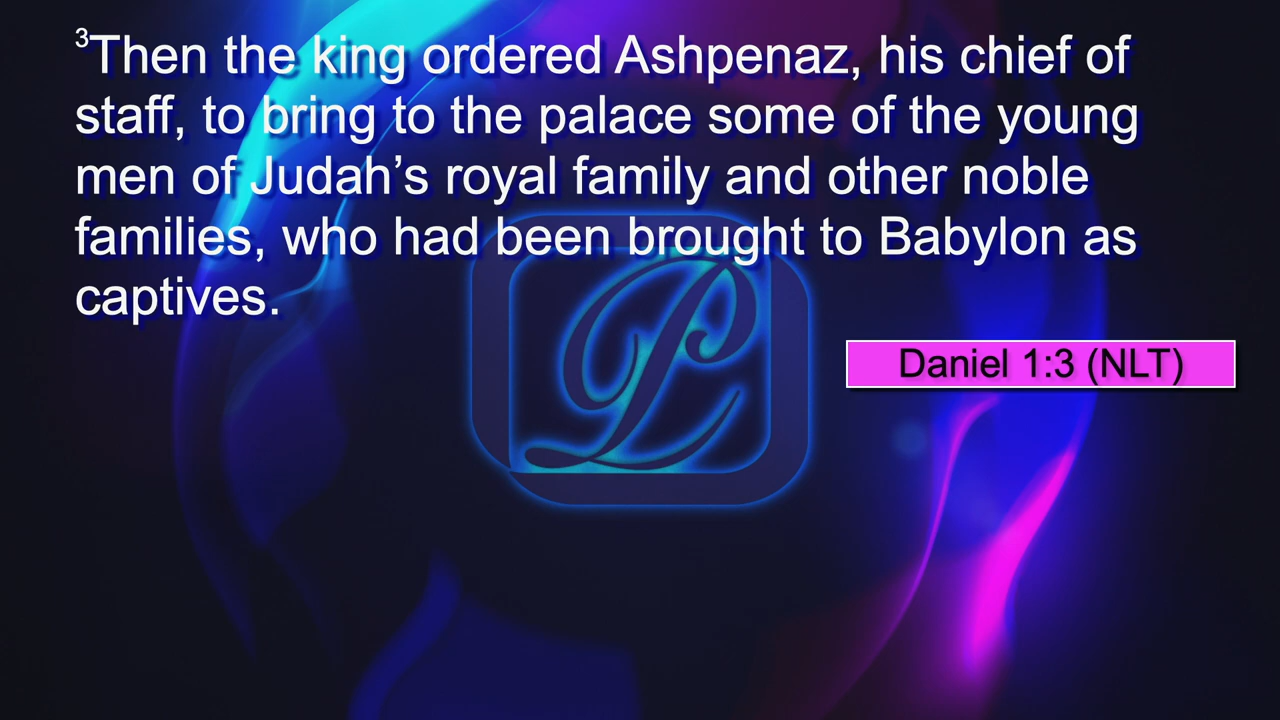 ³Then the king ordered Ashpenaz, his chief of
staff, to bring to the palace some of the young
men of Judah’s royal family and other noble
families, who had been brought to Babylon as
captives.
Daniel 1:3 (NLT)
PL